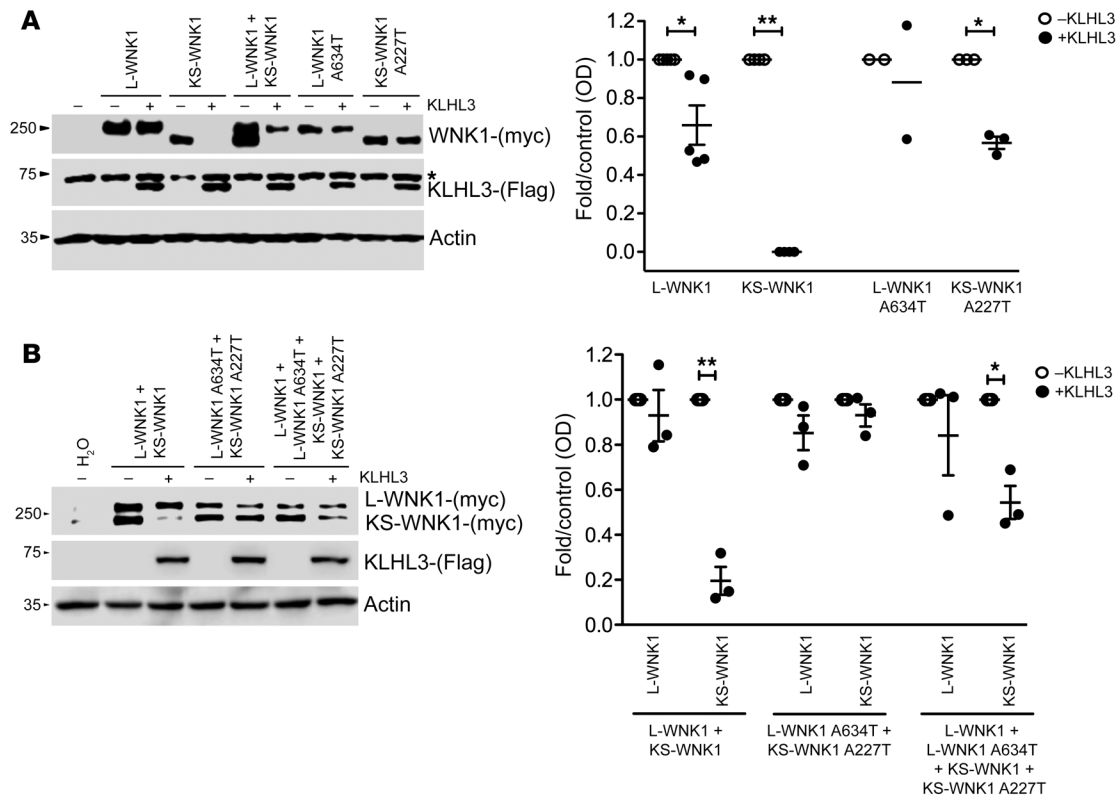 A
L-WNK1
KS-WNK1
L-WNK1 +
KS-WNK1
L-WNK1
A634T
KS-WNK1
A227T
– – + – + – + – + – + KLHL3
250
WNK1-(myc)
75
*
KLHL3-(Flag)
35
Actin
–KLHL3
+KLHL3
Fold/control (OD)
1.2
1.0
0.8
0.6
0.4
0.2
0.0
* ** *
L-WNK1
KS-WNK1
L-WNK1
A634T
KS-WNK1
A227T
B
H2O
L-WNK1 +
KS-WNK1
L-WNK1 A634T +
KS-WNK1 A227T
L-WNK1 +
L-WNK1 A634T +
KS-WNK1 +
KS-WNK1 A227T
– – + – + – + KLHL3
250
L-WNK1-(myc)
KS-WNK1-(myc)
75
KLHL3-(Flag)
35
Actin
–KLHL3
+KLHL3
Fold/control (OD)
1.2
1.0
0.8
0.6
0.4
0.2
0.0
** *
L-WNK1
KS-WNK1
L-WNK1
KS-WNK1
L-WNK1
KS-WNK1
L-WNK1 +
KS-WNK1
L-WNK1 A634T +
KS-WNK1 A227T
L-WNK1 +
L-WNK1 A634T
+ KS-WNK1 +
KS-WNK1 A227T